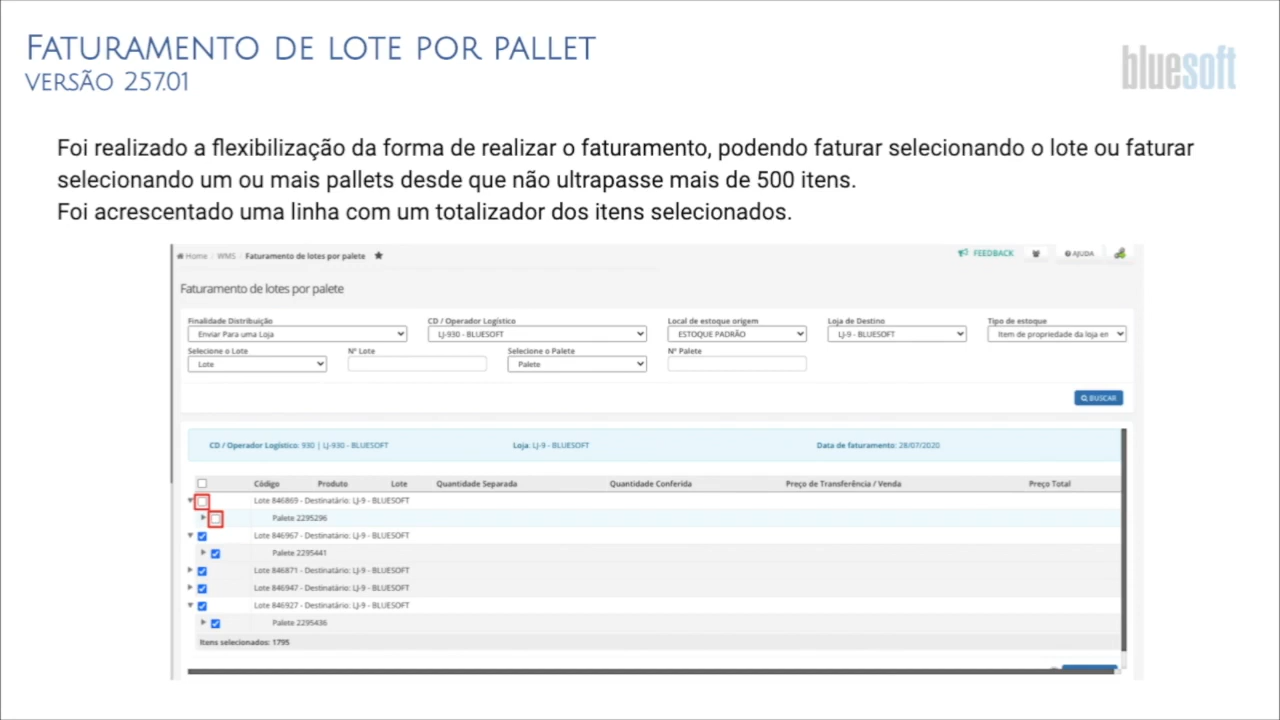 FATURAMENTO DE LOTE POR PALLET
VERSÃO 257.01
bluesoft
Foi realizado a flexibilização da forma de realizar o faturamento, podendo faturar selecionando o lote ou faturar
selecionando um ou mais pallets desde que não ultrapasse mais de 500 itens.
Foi acrescentado uma linha com um totalizador dos itens selecionados.
Home / WMS / Faturamento de lotes por palete
FEEDBACK
AJUDA
Faturamento de lotes por palete
Finalidade Distribuição CD / Operador Logístico Local de estoque origem Loja de Destino Tipo de estoque
Enviar Para uma Loja LJ-930 - BLUESOFT ESTOQUE PADRÃO LJ-9 - BLUESOFT Item de propriedade da loja en
Selecione o Lote Nº Lote Selecione o Palete Nº Palete
Lote Palete
BUSCAR
CD / Operador Logístico: 930 | LJ-930 - BLUESOFT Loja: LJ-9 - BLUESOFT Data de faturamento: 28/07/2020
Código Produto Lote Quantidade Separada Quantidade Conferida Preço de Transferência / Venda Preço Total
Lote 846869 - Destinatário: LJ-9 - BLUESOFT
Palete 2295296
Lote 846967 - Destinatário: LJ-9 - BLUESOFT
Palete 2295441
Lote 846871 - Destinatário: LJ-9 - BLUESOFT
Lote 846947 - Destinatário: LJ-9 - BLUESOFT
Lote 846927 - Destinatário: LJ-9 - BLUESOFT
Palete 2295436
Itens selecionados: 1795